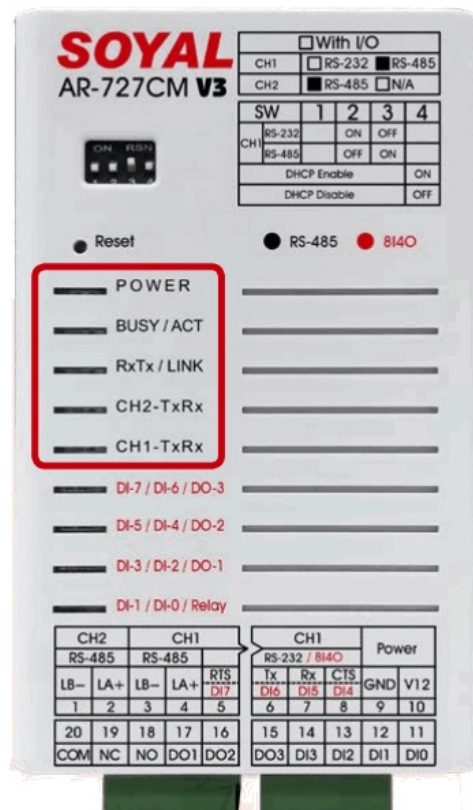 SOYAL
AR-727CM V3
□With I/O
CH1 □RS-232 ■RS-485
CH2 ■RS-485 □N/A
SW 1 2 3 4
CH1 RS-232 ON OFF
RS-485 OFF ON
DHCP Enable ON
DHCP Disable OFF
ON
1 2 3 4
Reset
RS-485 8I4O
POWER
BUSY / ACT
RxTx / LINK
CH2-TxRx
CH1-TxRx
DI-7 / DI-6 / DO-3
DI-5 / DI-4 / DO-2
DI-3 / DI-2 / DO-1
DI-1 / DI-0 / Relay
CH2 CH1 CH1 Power
RS-485 RS-485 RS-232 / 8I4O
LB- LA+ LB- LA+ RTS DI7 Tx DI6 Rx DI5 CTS DI4 GND V12
1 2 3 4 5 6 7 8 9 10
20 19 18 17 16 15 14 13 12 11
COM NC NO DO1 DO2 DO3 DI3 DI2 DI1 DI0